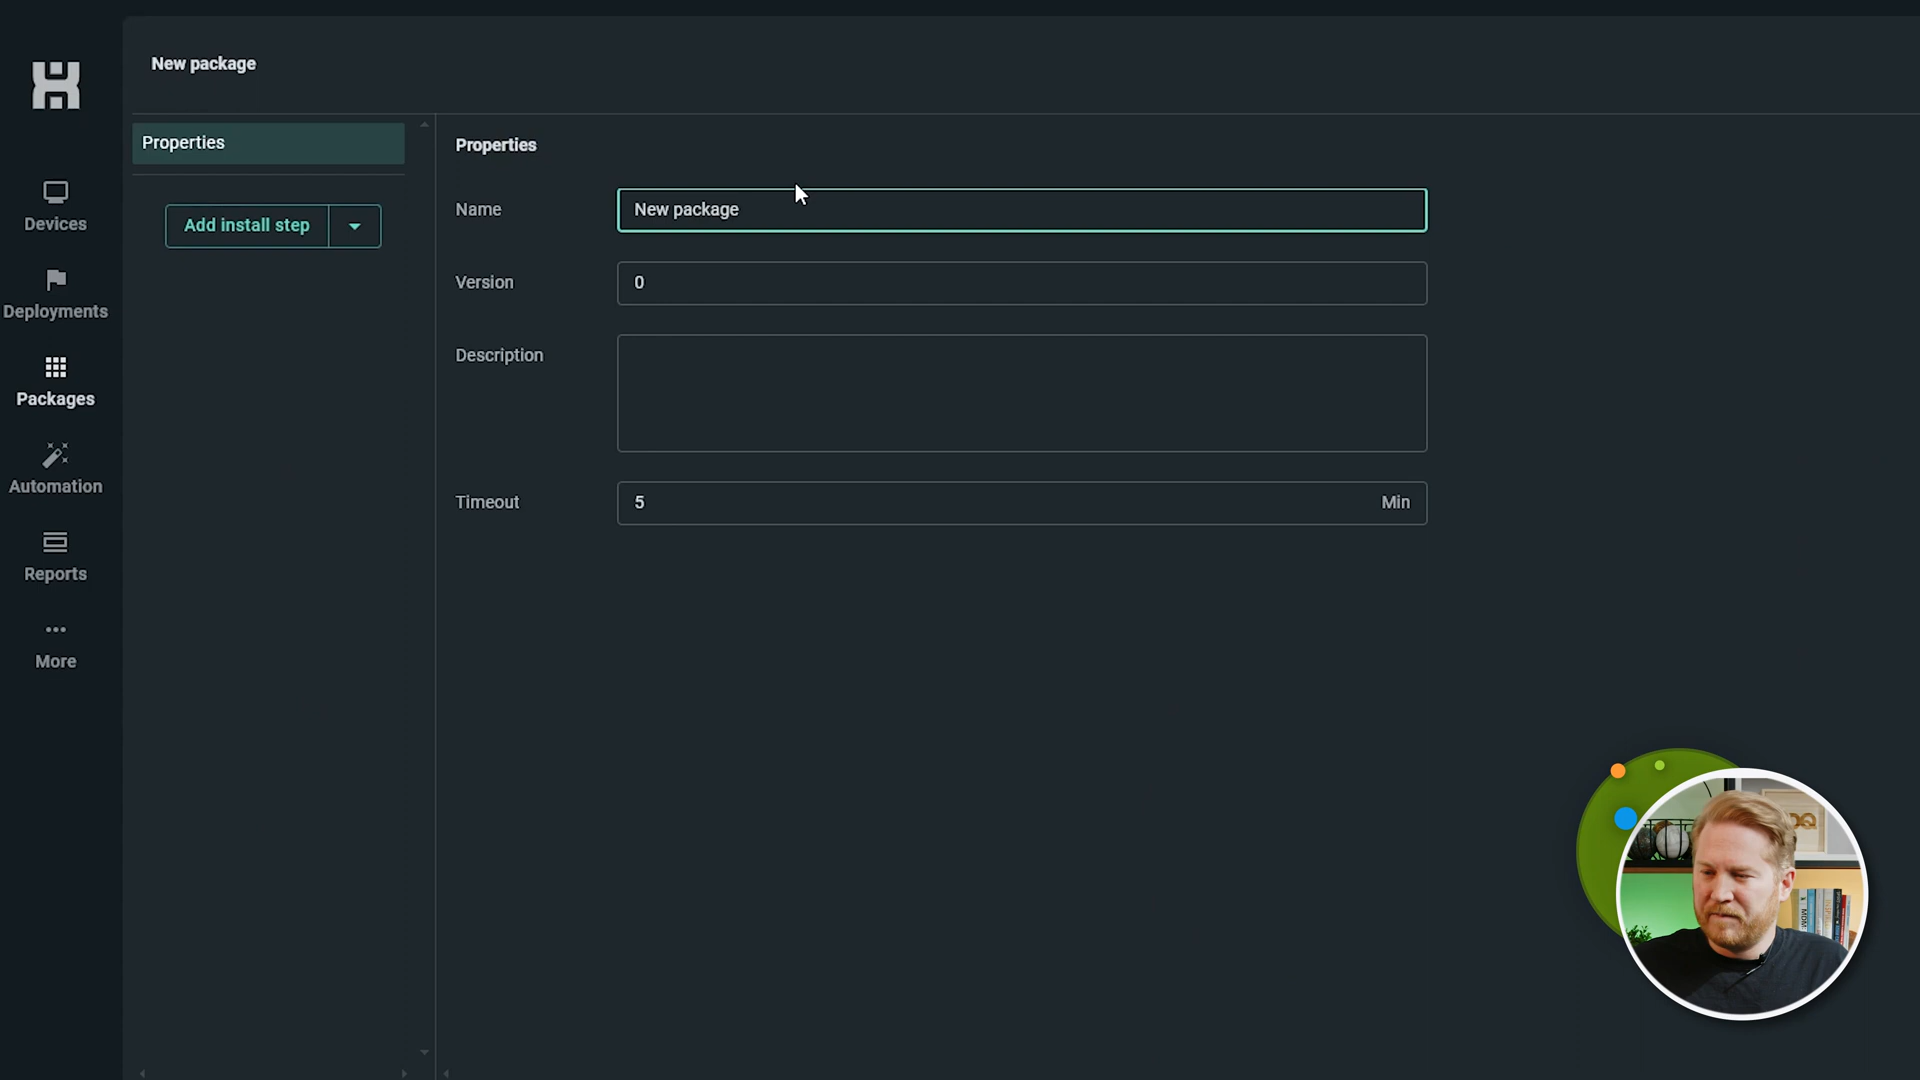 New package
Properties
Add install step
Devices
Deployments
Packages
Automation
Reports
More
Properties
Name
New package
Version
0
Description
Timeout
5
Min